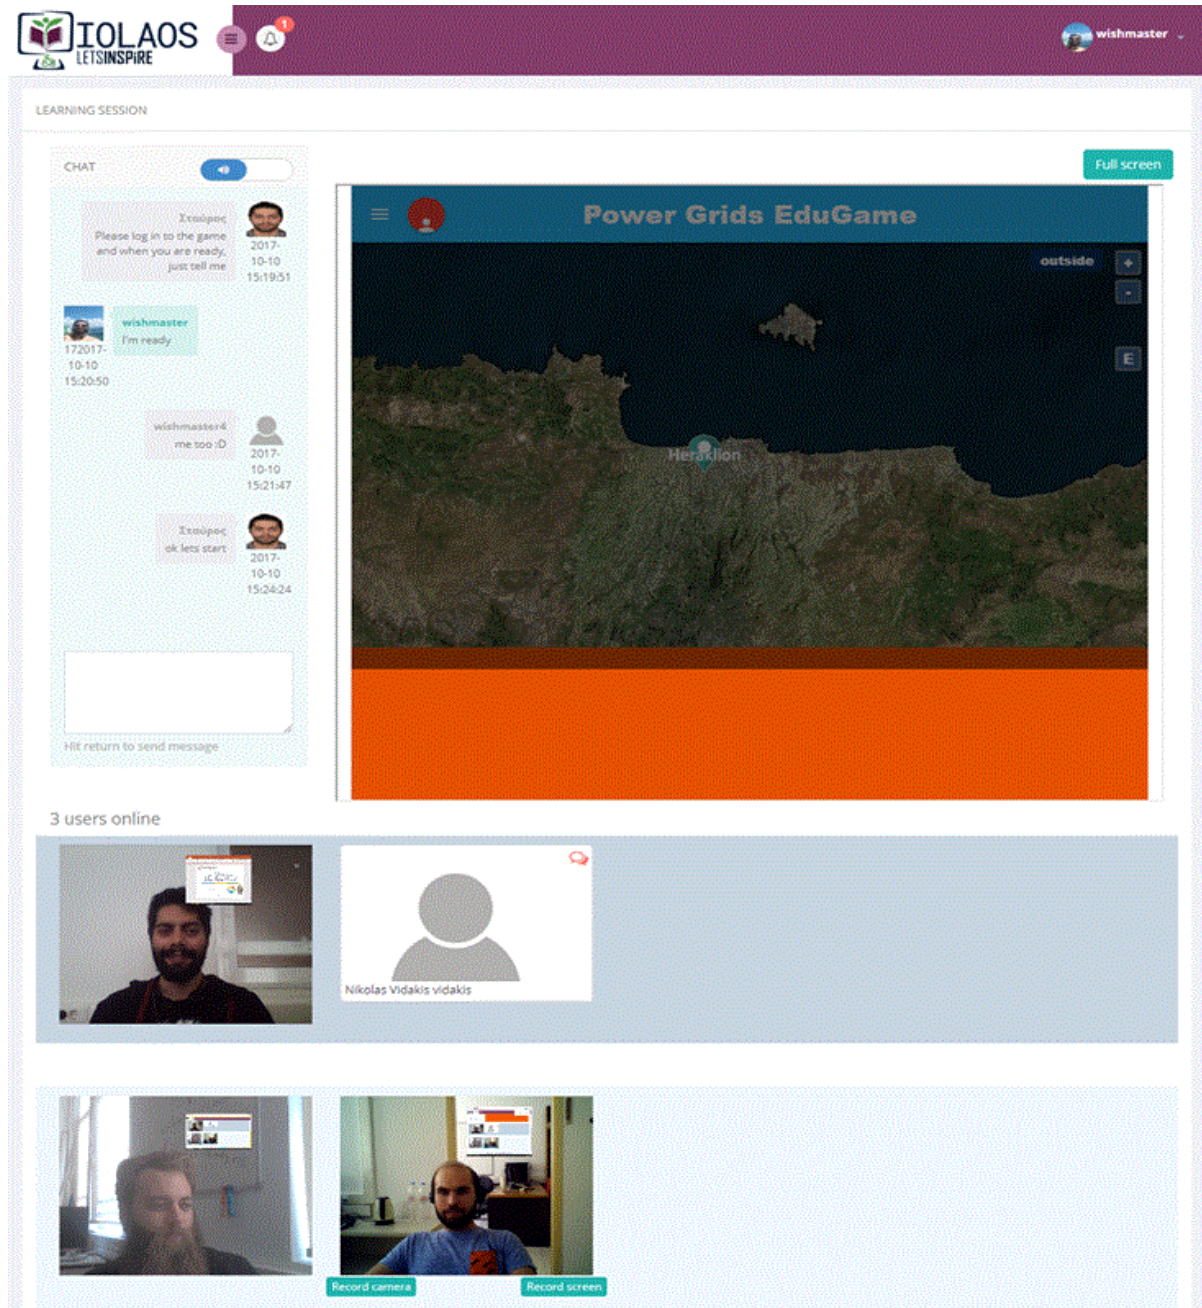 IOLAOS
LETSINSPiRE
1
wishmaster
LEARNING SESSION
CHAT
Full screen
Σταύρος
Please log in to the game
and when you are ready,
just tell me
2017-
10-10
15:19:51
wishmaster
I'm ready
172017-
10-10
15:20:50
wishmaster4
me too :D
2017-
10-10
15:21:47
Σταύρος
ok lets start
2017-
10-10
15:24:24
Hit return to send message
Power Grids EduGame
outside
+
-
E
Heraklion
3 users online
Nikolas Vidakis vidakis
Record camera
Record screen